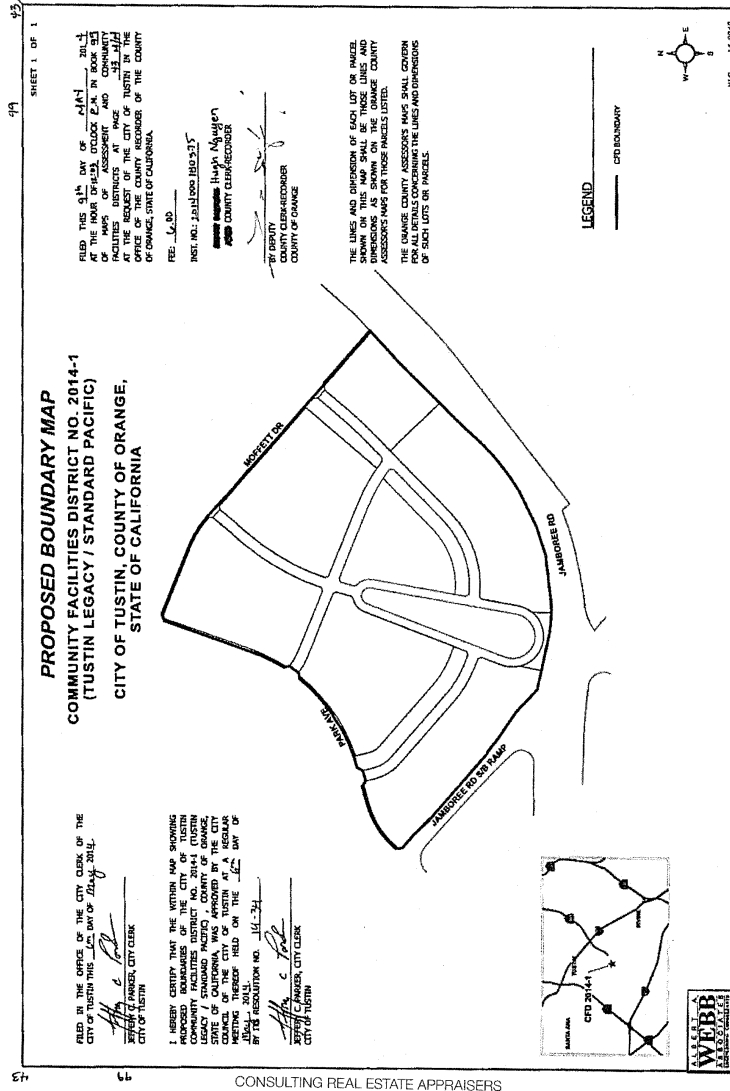 43
99
SHEET 1 OF 1
PROPOSED BOUNDARY MAP
COMMUNITY FACILITIES DISTRICT NO. 2014-1
(TUSTIN LEGACY / STANDARD PACIFIC)
CITY OF TUSTIN, COUNTY OF ORANGE,
STATE OF CALIFORNIA
FILED IN THE OFFICE OF THE CITY CLERK OF THE
CITY OF TUSTIN THIS 6th DAY OF May, 2014.
JEFFREY C. PARKER, CITY CLERK
CITY OF TUSTIN
I HEREBY CERTIFY THAT THE WITHIN MAP SHOWING
PROPOSED BOUNDARIES OF THE CITY OF TUSTIN
COMMUNITY FACILITIES DISTRICT NO. 2014-1 (TUSTIN
LEGACY / STANDARD PACIFIC) , COUNTY OF ORANGE,
STATE OF CALIFORNIA, WAS APPROVED BY THE CITY
COUNCIL OF THE CITY OF TUSTIN AT A REGULAR
MEETING THEREOF HELD ON THE 6th DAY OF
May, 2014,
BY ITS RESOLUTION NO. 14-34
JEFFREY C. PARKER, CITY CLERK
CITY OF TUSTIN
FILED THIS 9th DAY OF MAY, 2014
AT THE HOUR OF O'CLOCK P.M. IN BOOK 99
OF MAPS OF ASSESSMENT AND COMMUNITY
FACILITIES DISTRICTS AT PAGE 43
AT THE REQUEST OF THE CITY OF TUSTIN IN THE
OFFICE OF THE COUNTY RECORDER OF THE COUNTY
OF ORANGE, STATE OF CALIFORNIA.
FEE: 6.00
INST. NO.: 2014000180575
Hugh Nguyen
COUNTY CLERK-RECORDER
BY DEPUTY
COUNTY CLERK-RECORDER
COUNTY OF ORANGE
THE LINES AND DIMENSION OF EACH LOT OR PARCEL
SHOWN ON THIS MAP SHALL BE THOSE LINES AND
DIMENSIONS AS SHOWN ON THE ORANGE COUNTY
ASSESSOR'S MAPS FOR THOSE PARCELS LISTED.
THE ORANGE COUNTY ASSESSOR'S MAPS SHALL GOVERN
FOR ALL DETAILS CONCERNING THE LINES AND DIMENSIONS
OF SUCH LOTS OR PARCELS.
MOFFETT DR
PARK AVE
JAMBOREE RD
JAMBOREE RD S/B RAMP
LEGEND
CFD BOUNDARY
N
W E
S
SANTA ANA
TUSTIN
CFD 2014-1
IRVINE
ALBERT A.
WEBB
ASSOCIATES
43
99
CONSULTING REAL ESTATE APPRAISERS